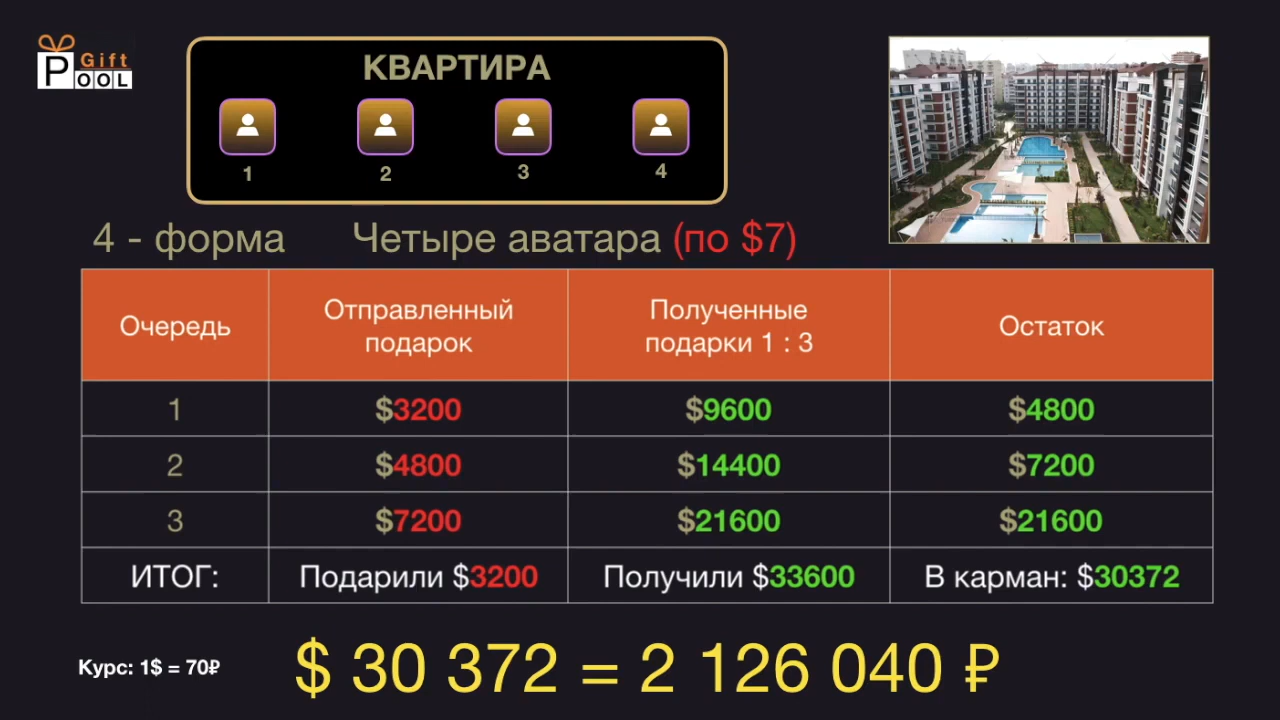 Gift
POOL
КВАРТИРА
1 2 3 4
4 - форма Четыре аватара (по $7)
Очередь Отправленный подарок Полученные подарки 1 : 3 Остаток
1 $3200 $9600 $4800
2 $4800 $14400 $7200
3 $7200 $21600 $21600
ИТОГ: Подарили $3200 Получили $33600 В карман: $30372
Курс: 1$ = 70₽ $ 30 372 = 2 126 040 ₽